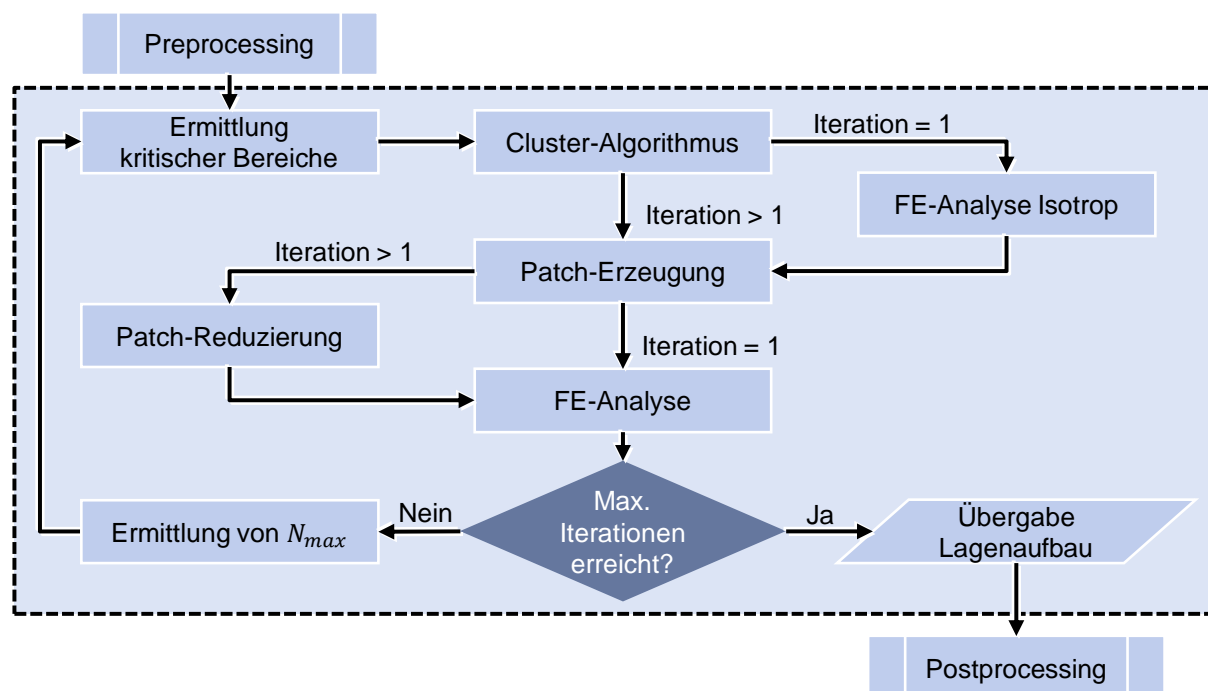 Preprocessing
Ermittlung
kritischer Bereiche
Cluster-Algorithmus
Iteration = 1
FE-Analyse Isotrop
Iteration > 1
Iteration > 1
Patch-Erzeugung
Patch-Reduzierung
Iteration = 1
FE-Analyse
Max.
Iterationen
erreicht?
Nein
Ermittlung von N_max
Ja
Übergabe
Lagenaufbau
Postprocessing